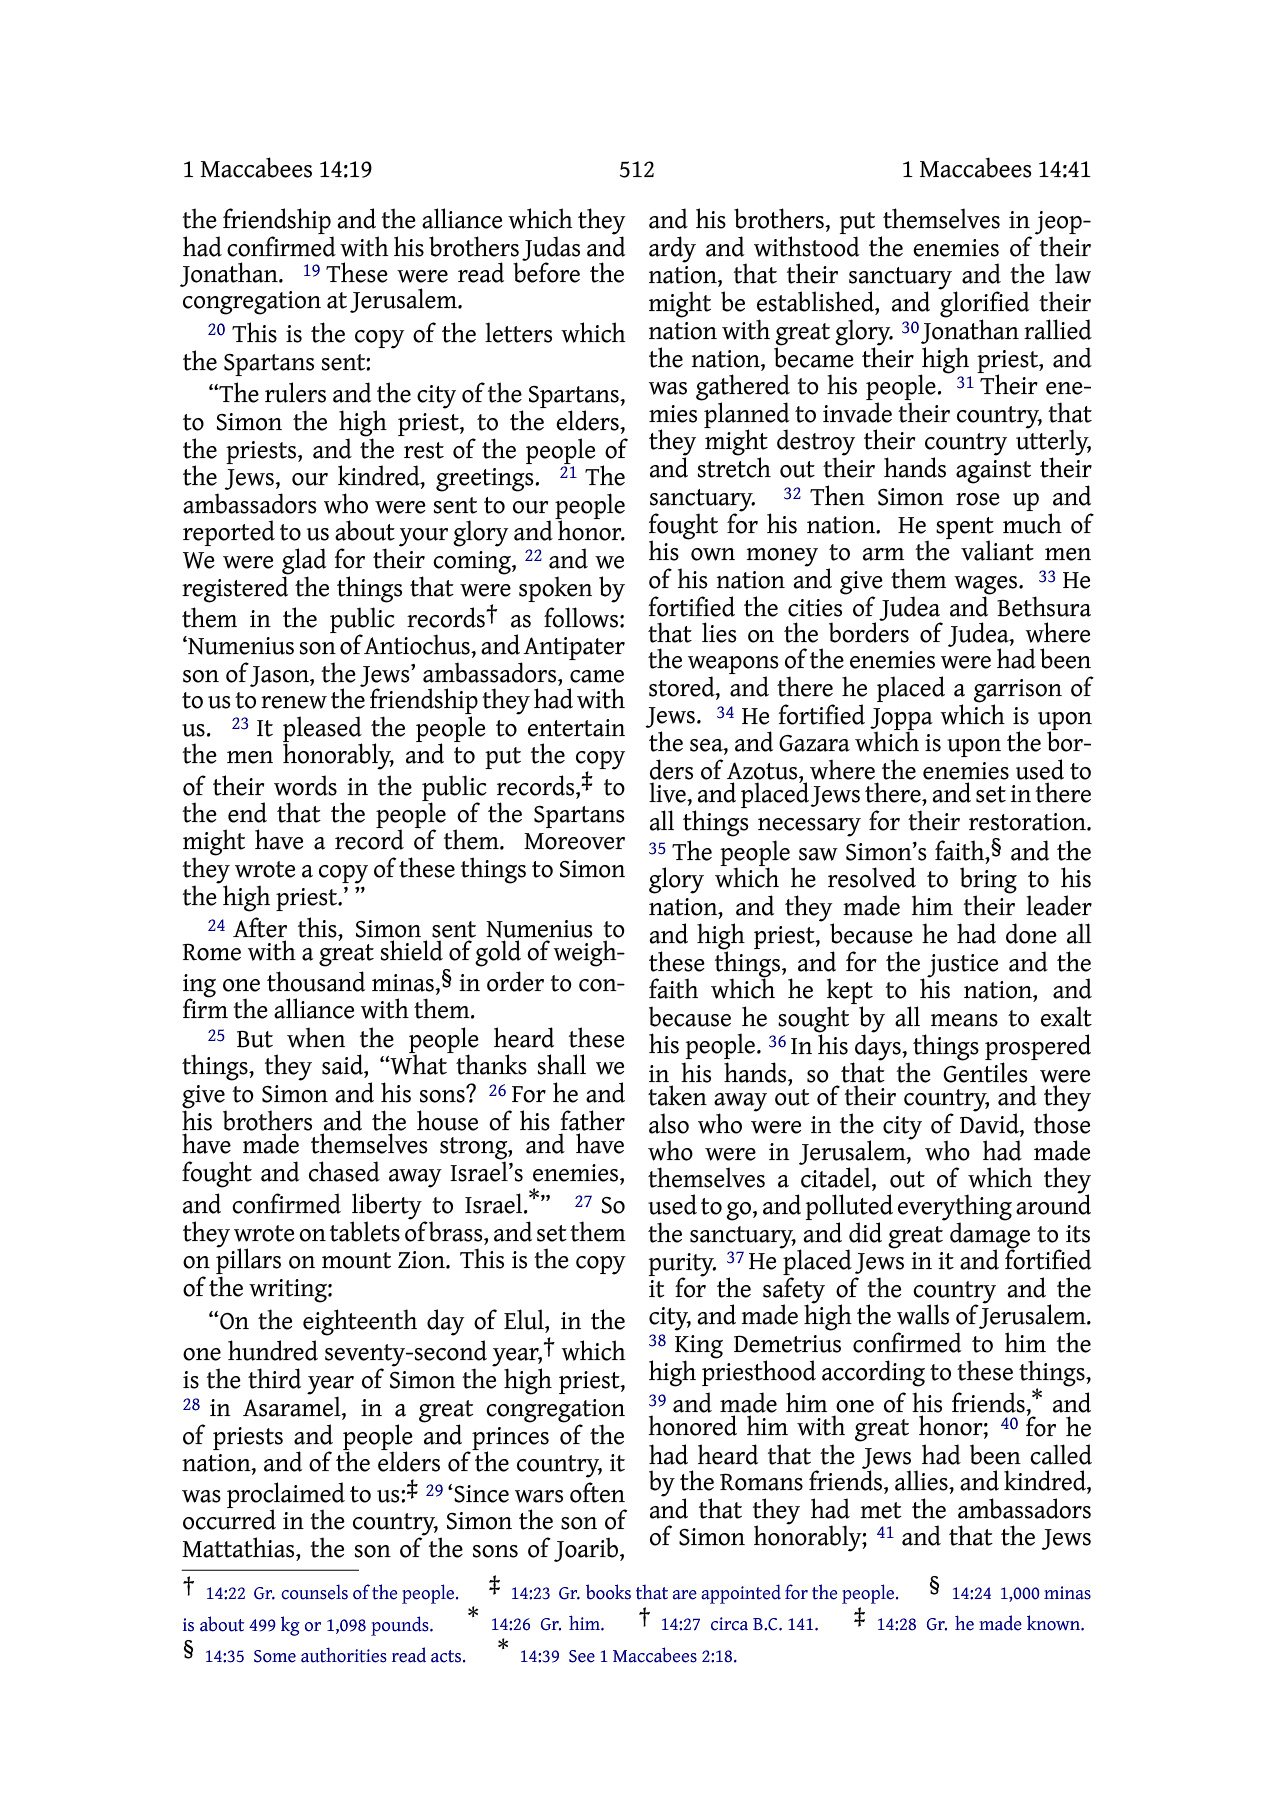 1 Maccabees 14:19 512 1 Maccabees 14:41
the friendship and the alliance which they
had confirmed with his brothers Judas and
Jonathan. 19 These were read before the
congregation at Jerusalem.
20 This is the copy of the letters which
the Spartans sent:
“The rulers and the city of the Spartans,
to Simon the high priest, to the elders,
the priests, and the rest of the people of
the Jews, our kindred, greetings. 21 The
ambassadors who were sent to our people
reported to us about your glory and honor.
We were glad for their coming, 22 and we
registered the things that were spoken by
them in the public records† as follows:
‘Numenius son of Antiochus, and Antipater
son of Jason, the Jews’ ambassadors, came
to us to renew the friendship they had with
us. 23 It pleased the people to entertain
the men honorably, and to put the copy
of their words in the public records,‡ to
the end that the people of the Spartans
might have a record of them. Moreover
they wrote a copy of these things to Simon
the high priest.’ ”
24 After this, Simon sent Numenius to
Rome with a great shield of gold of weigh-
ing one thousand minas,§ in order to con-
firm the alliance with them.
25 But when the people heard these
things, they said, “What thanks shall we
give to Simon and his sons? 26 For he and
his brothers and the house of his father
have made themselves strong, and have
fought and chased away Israel’s enemies,
and confirmed liberty to Israel.*” 27 So
they wrote on tablets of brass, and set them
on pillars on mount Zion. This is the copy
of the writing:
“On the eighteenth day of Elul, in the
one hundred seventy-second year,† which
is the third year of Simon the high priest,
28 in Asaramel, in a great congregation
of priests and people and princes of the
nation, and of the elders of the country, it
was proclaimed to us:‡ 29 ‘Since wars often
occurred in the country, Simon the son of
Mattathias, the son of the sons of Joarib,
and his brothers, put themselves in jeop-
ardy and withstood the enemies of their
nation, that their sanctuary and the law
might be established, and glorified their
nation with great glory. 30 Jonathan rallied
the nation, became their high priest, and
was gathered to his people. 31 Their ene-
mies planned to invade their country, that
they might destroy their country utterly,
and stretch out their hands against their
sanctuary. 32 Then Simon rose up and
fought for his nation. He spent much of
his own money to arm the valiant men
of his nation and give them wages. 33 He
fortified the cities of Judea and Bethsura
that lies on the borders of Judea, where
the weapons of the enemies were had been
stored, and there he placed a garrison of
Jews. 34 He fortified Joppa which is upon
the sea, and Gazara which is upon the bor-
ders of Azotus, where the enemies used to
live, and placed Jews there, and set in there
all things necessary for their restoration.
35 The people saw Simon’s faith,§ and the
glory which he resolved to bring to his
nation, and they made him their leader
and high priest, because he had done all
these things, and for the justice and the
faith which he kept to his nation, and
because he sought by all means to exalt
his people. 36 In his days, things prospered
in his hands, so that the Gentiles were
taken away out of their country, and they
also who were in the city of David, those
who were in Jerusalem, who had made
themselves a citadel, out of which they
used to go, and polluted everything around
the sanctuary, and did great damage to its
purity. 37 He placed Jews in it and fortified
it for the safety of the country and the
city, and made high the walls of Jerusalem.
38 King Demetrius confirmed to him the
high priesthood according to these things,
39 and made him one of his friends,* and
honored him with great honor; 40 for he
had heard that the Jews had been called
by the Romans friends, allies, and kindred,
and that they had met the ambassadors
of Simon honorably; 41 and that the Jews
† 14:22 Gr. counsels of the people. ‡ 14:23 Gr. books that are appointed for the people. § 14:24 1,000 minas
is about 499 kg or 1,098 pounds. * 14:26 Gr. him. † 14:27 circa B.C. 141. ‡ 14:28 Gr. he made known.
§ 14:35 Some authorities read acts. * 14:39 See 1 Maccabees 2:18.